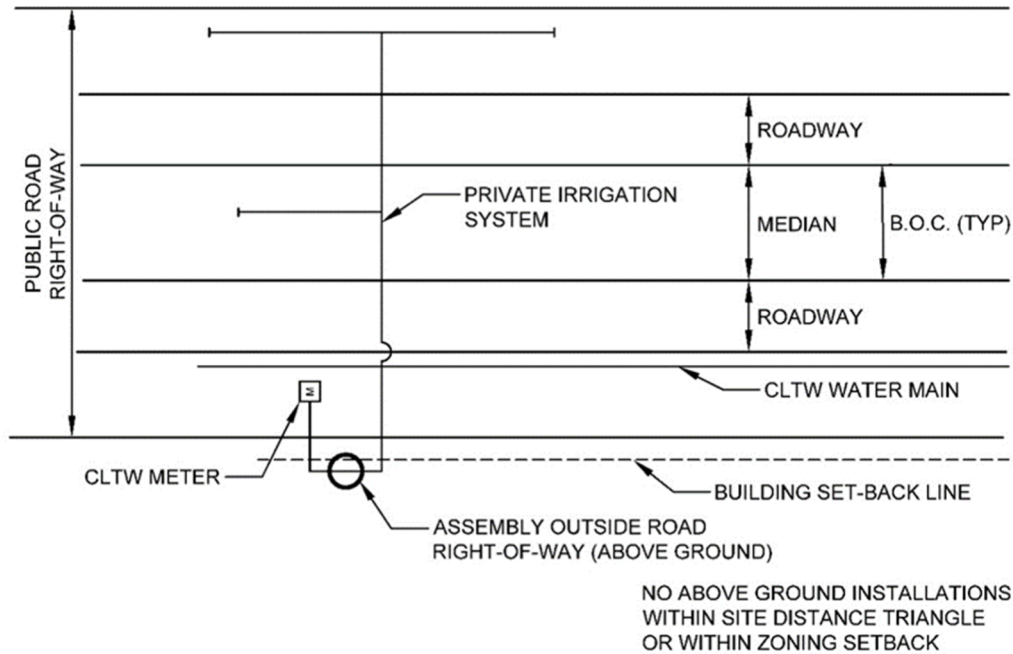 PUBLIC ROAD
RIGHT-OF-WAY
ROADWAY
PRIVATE IRRIGATION
SYSTEM
MEDIAN
B.O.C. (TYP)
ROADWAY
CLTW WATER MAIN
M
CLTW METER
BUILDING SET-BACK LINE
ASSEMBLY OUTSIDE ROAD
RIGHT-OF-WAY (ABOVE GROUND)
NO ABOVE GROUND INSTALLATIONS
WITHIN SITE DISTANCE TRIANGLE
OR WITHIN ZONING SETBACK